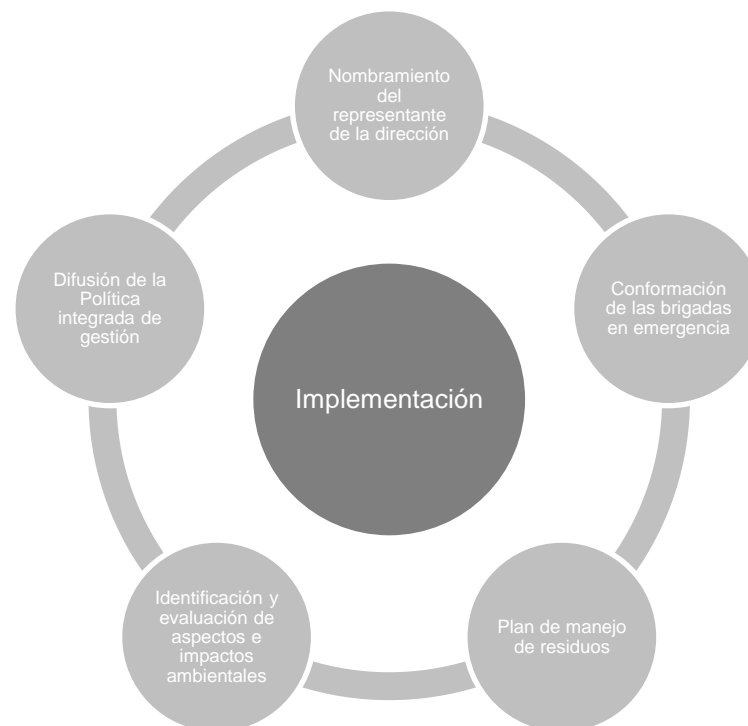 Nombramiento
del
representante
de la dirección
Conformación
de las brigadas
en emergencia
Plan de manejo
de residuos
Identificación y
evaluación de
aspectos e
impactos
ambientales
Difusión de la
Política
integrada de
gestión
Implementación